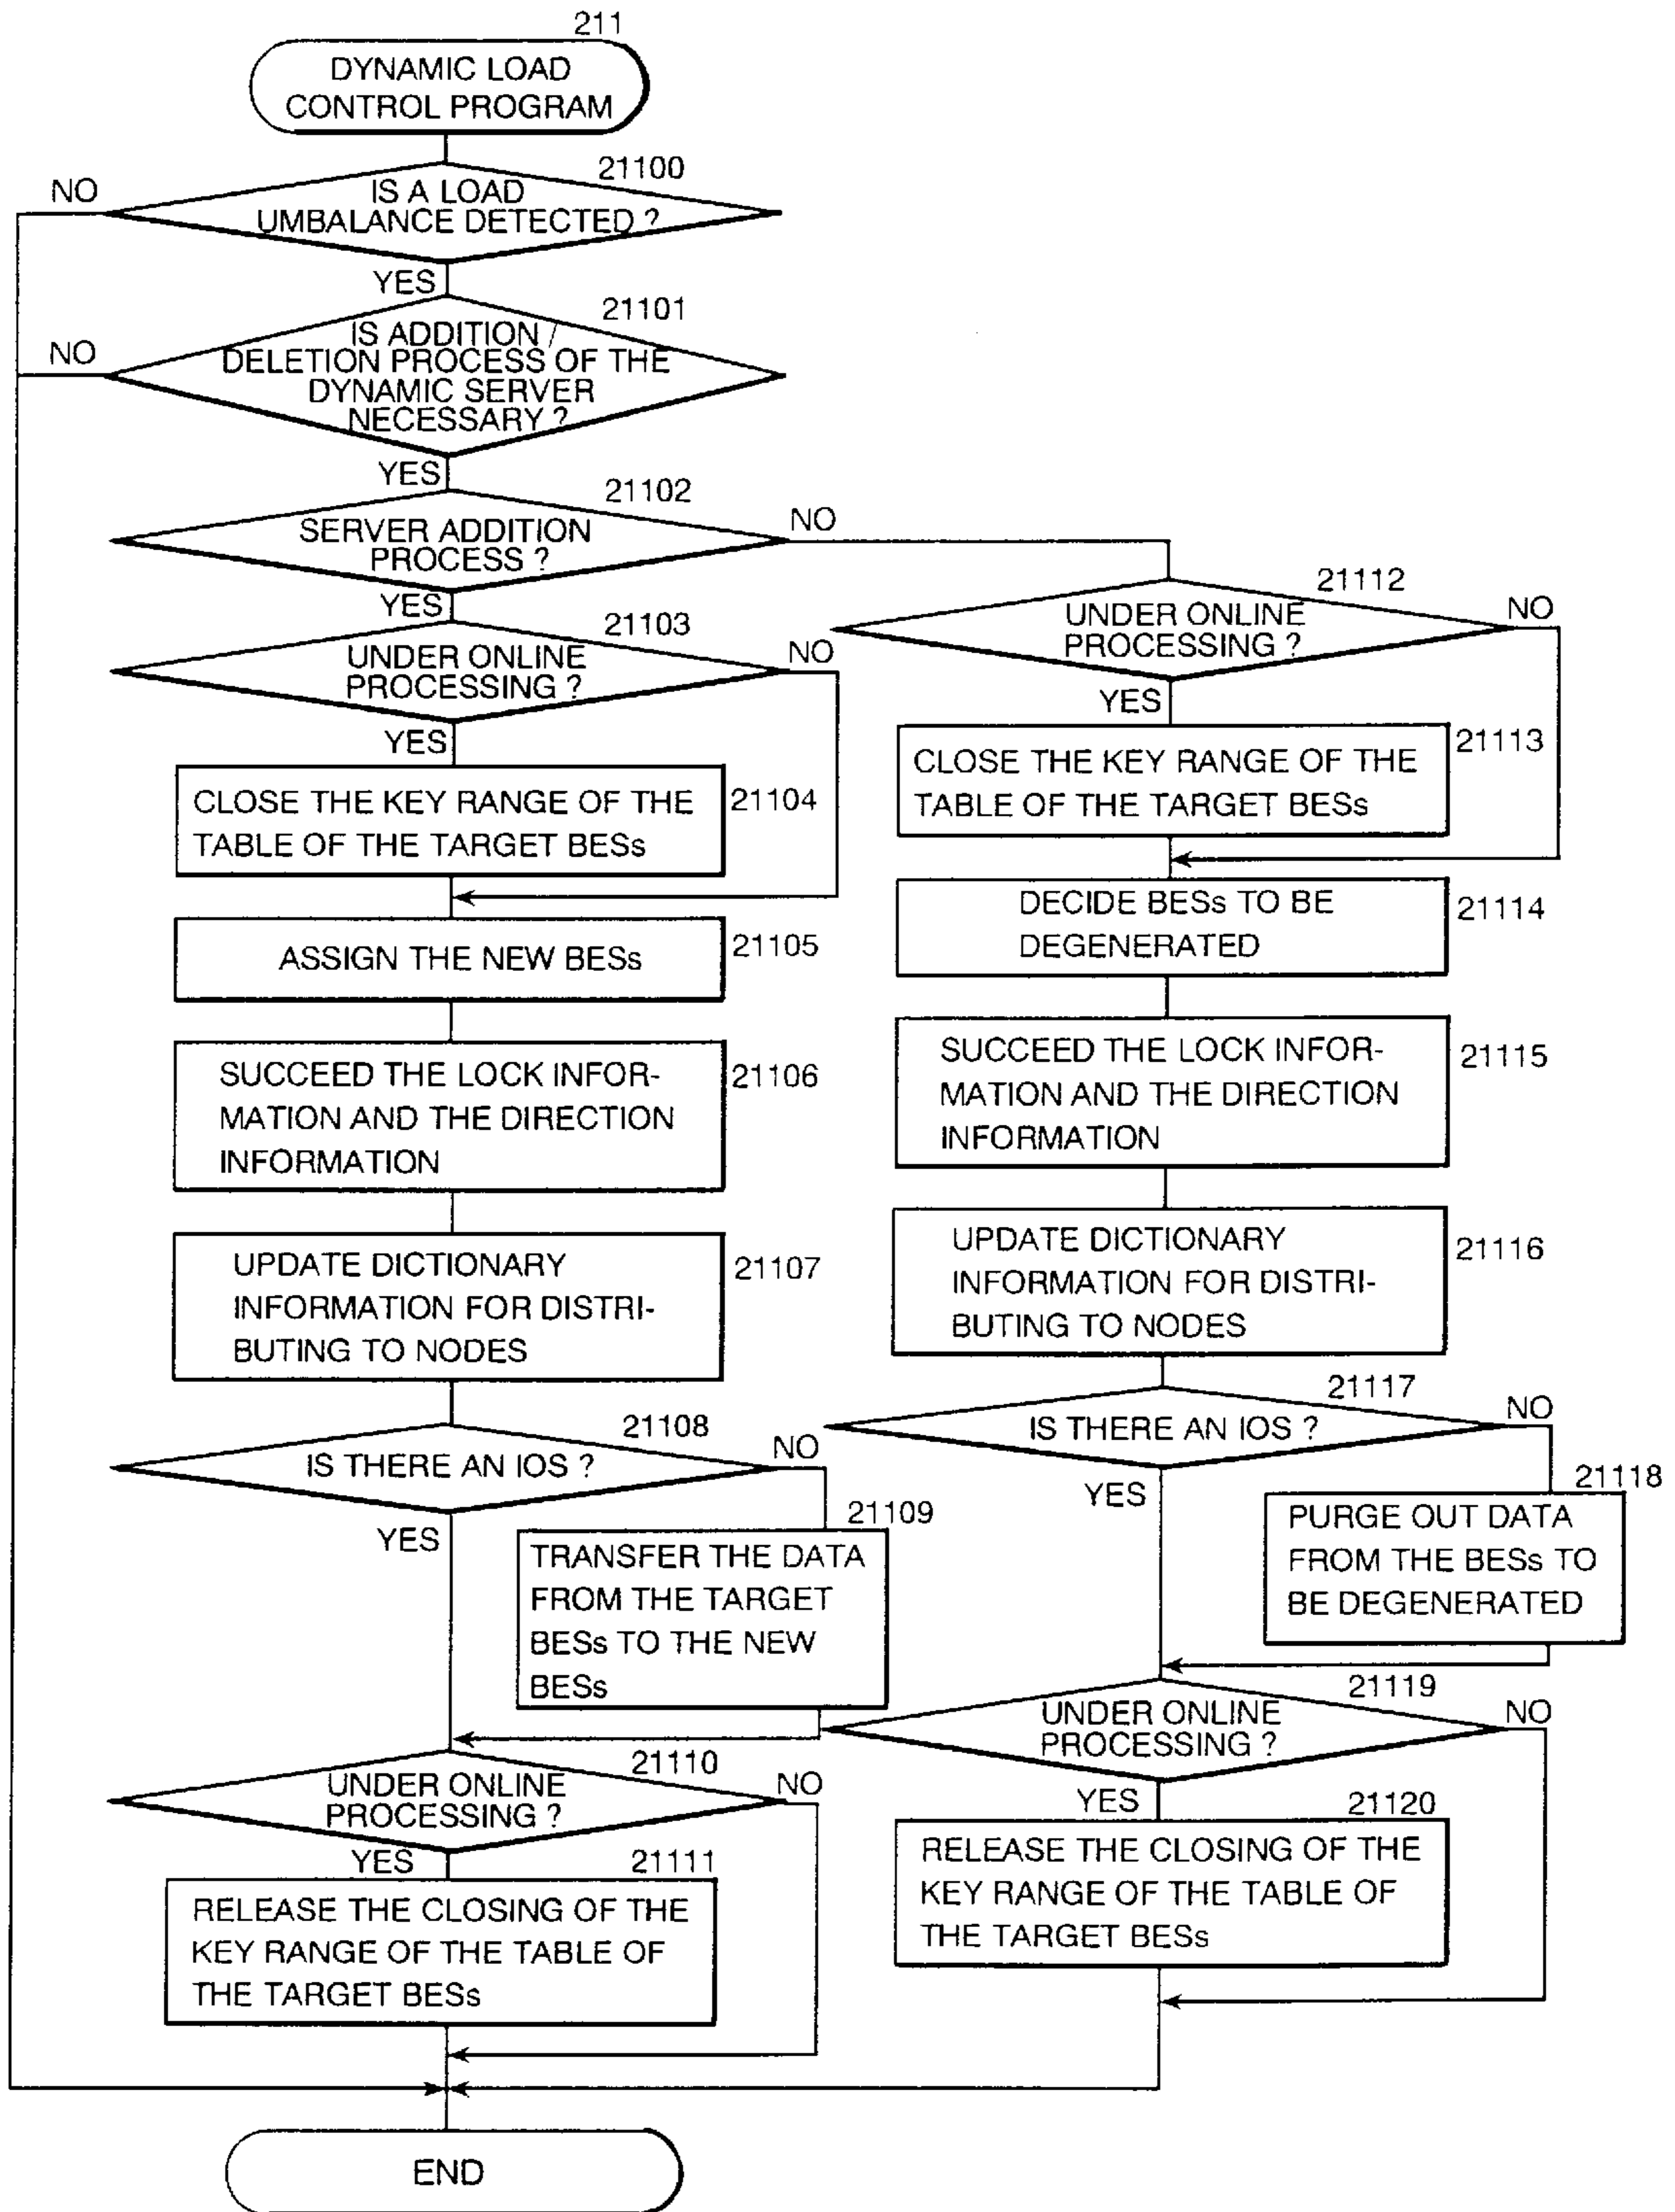 211
DYNAMIC LOAD
CONTROL PROGRAM
21100
NO
IS A LOAD
UMBALANCE DETECTED ?
YES
21101
NO
IS ADDITION /
DELETION PROCESS OF THE
DYNAMIC SERVER
NECESSARY ?
YES
21102
SERVER ADDITION
PROCESS ?
NO
YES
21103
UNDER ONLINE
PROCESSING ?
NO
YES
CLOSE THE KEY RANGE OF THE
TABLE OF THE TARGET BESs
21104
ASSIGN THE NEW BESs
21105
SUCCEED THE LOCK INFOR-
MATION AND THE DIRECTION
INFORMATION
21106
UPDATE DICTIONARY
INFORMATION FOR DISTRI-
BUTING TO NODES
21107
21108
IS THERE AN IOS ?
NO
YES
21109
TRANSFER THE DATA
FROM THE TARGET
BESs TO THE NEW
BESs
21110
UNDER ONLINE
PROCESSING ?
NO
YES
21111
RELEASE THE CLOSING OF THE
KEY RANGE OF THE TABLE OF
THE TARGET BESs
21112
UNDER ONLINE
PROCESSING ?
NO
YES
21113
CLOSE THE KEY RANGE OF THE
TABLE OF THE TARGET BESs
DECIDE BESs TO BE
DEGENERATED
21114
SUCCEED THE LOCK INFOR-
MATION AND THE DIRECTION
INFORMATION
21115
UPDATE DICTIONARY
INFORMATION FOR DISTRI-
BUTING TO NODES
21116
21117
IS THERE AN IOS ?
NO
YES
21118
PURGE OUT DATA
FROM THE BESs TO
BE DEGENERATED
21119
UNDER ONLINE
PROCESSING ?
NO
YES
21120
RELEASE THE CLOSING OF THE
KEY RANGE OF THE TABLE OF
THE TARGET BESs
END